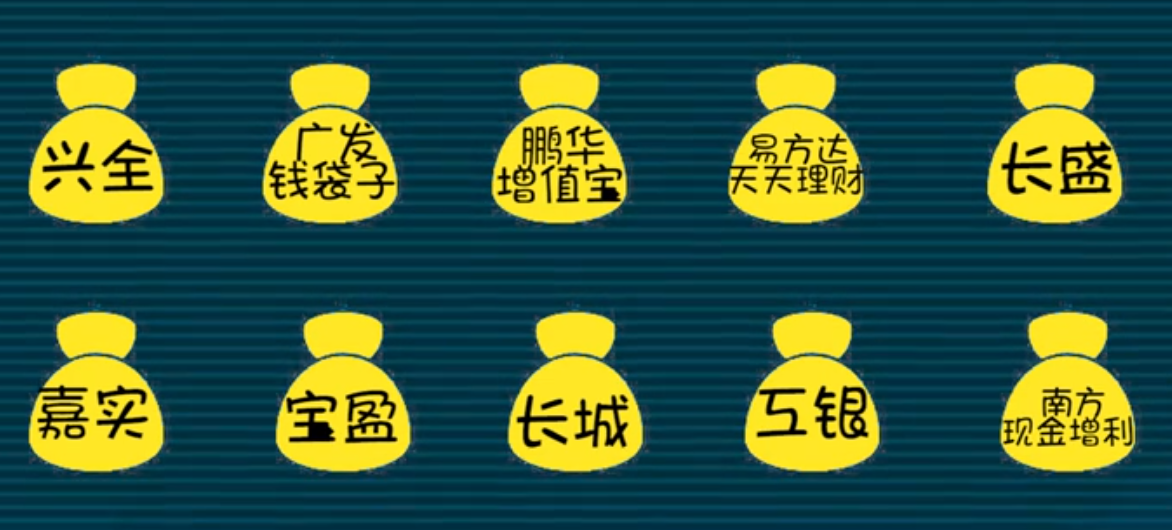 兴全
广发
钱袋子
鹏华
增值宝
易方达
天天理财
长盛
嘉实
宝盈
长城
工银
南方
现金增利